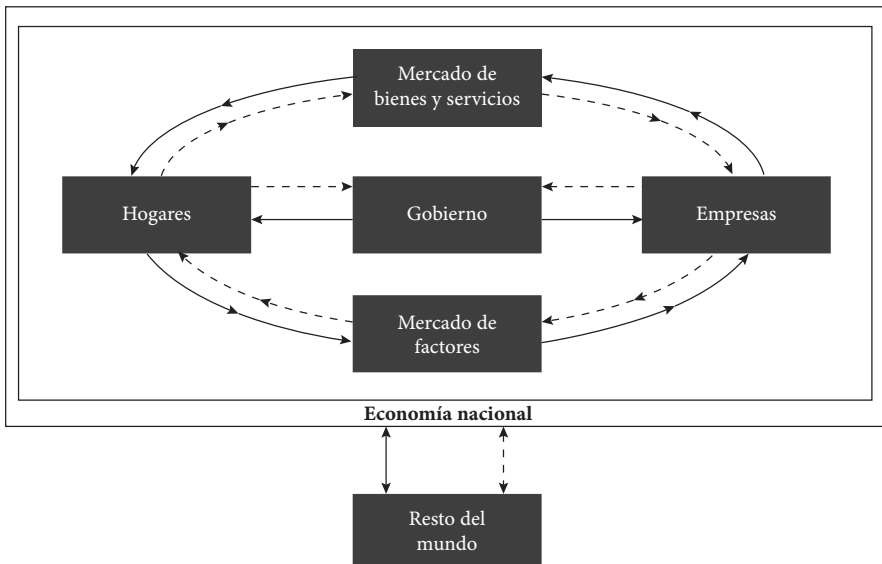 Mercado de
bienes y servicios
Hogares
Gobierno
Empresas
Mercado de
factores
Economía nacional
Resto del
mundo